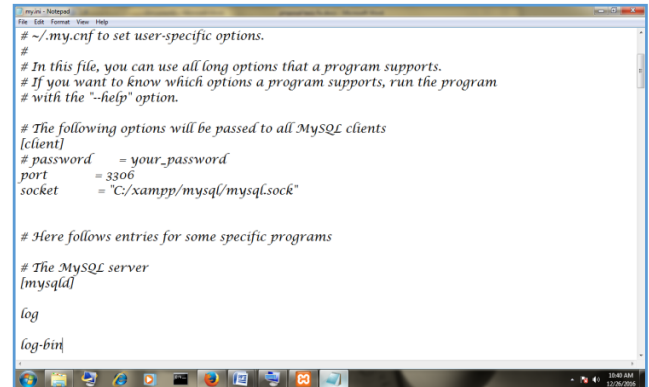 my.ini - Notepad
File Edit Format View Help
# ~/.my.cnf to set user-specific options.
#
# In this file, you can use all long options that a program supports.
# If you want to know which options a program supports, run the program
# with the "--help" option.
# The following options will be passed to all MySQL clients
[client]
# password = your_password
port = 3306
socket = "C:/xampp/mysql/mysql.sock"
# Here follows entries for some specific programs
# The MySQL server
[mysqld]
log
log-bin
10:40 AM
12/26/2016